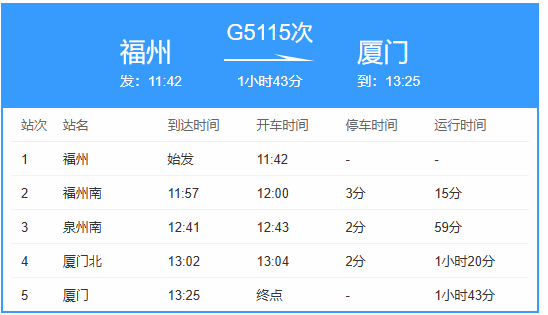 G5115次
福州 厦门
发：11:42 1小时43分 到：13:25
站次 站名 到达时间 开车时间 停车时间 运行时间
1 福州 始发 11:42 - -
2 福州南 11:57 12:00 3分 15分
3 泉州南 12:41 12:43 2分 59分
4 厦门北 13:02 13:04 2分 1小时20分
5 厦门 13:25 终点 - 1小时43分